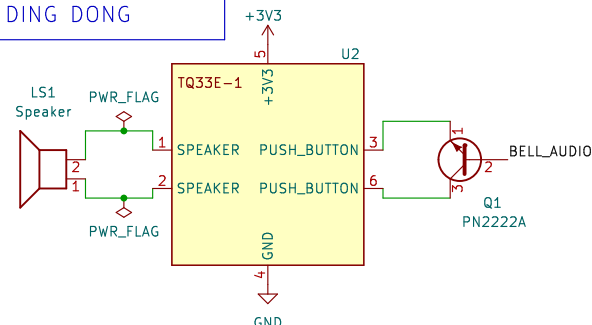 DING DONG
+3V3
5
U2
LS1
Speaker
PWR_FLAG
TQ33E-1
+3V3
1
SPEAKER
PUSH_BUTTON
3
1
BELL_AUDIO
2
2
1
2
SPEAKER
PUSH_BUTTON
6
3
Q1
PN2222A
PWR_FLAG
GND
4
GND